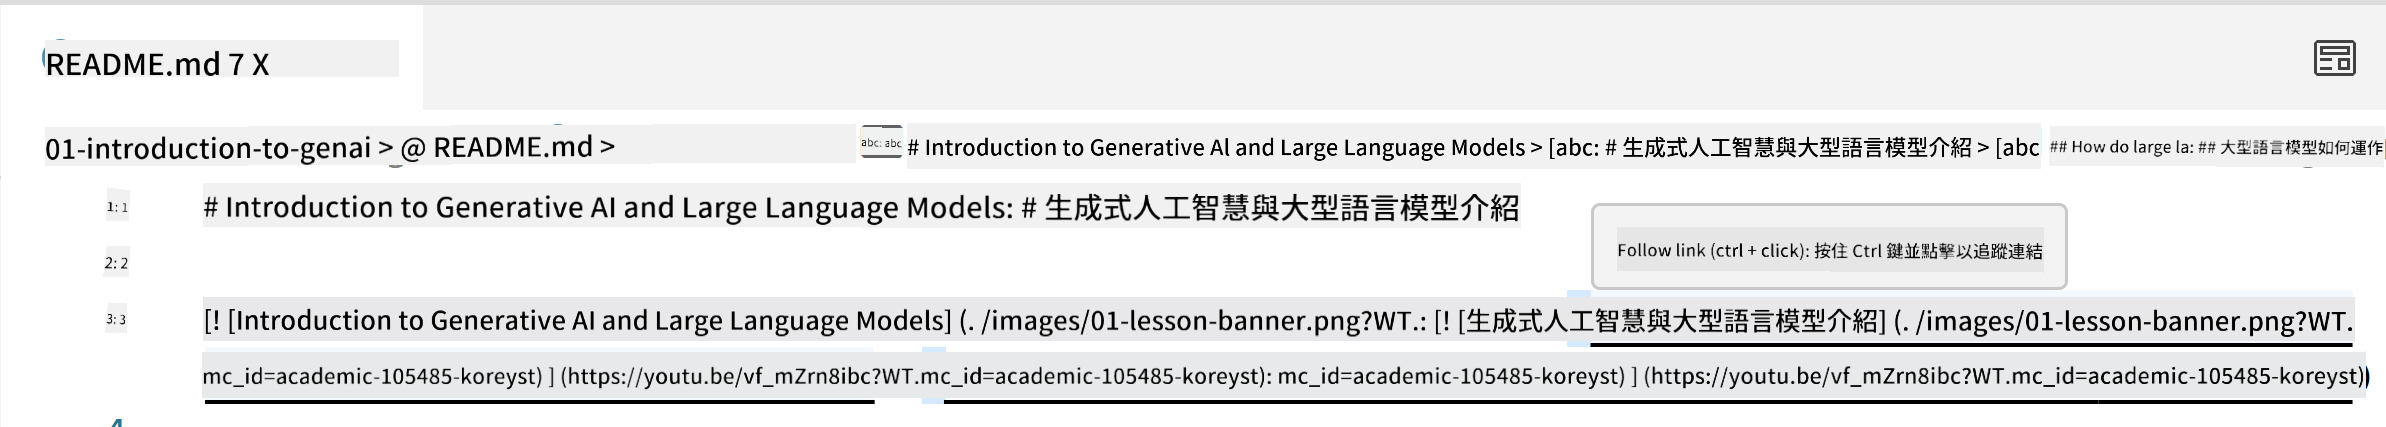 README.md 7 X
01-introduction-to-genai > @ README.md > abc: abc # Introduction to Generative Al and Large Language Models > [abc: # 生成式人工智慧與大型語言模型介紹 > [abc ## How do large la: ## 大型語言模型如何運作
1: 1 # Introduction to Generative AI and Large Language Models: # 生成式人工智慧與大型語言模型介紹
Follow link (ctrl + click): 按住 Ctrl 鍵並點擊以追蹤連結
2: 2
3: 3 [! [Introduction to Generative AI and Large Language Models] (. /images/01-lesson-banner.png?WT.: [! [生成式人工智慧與大型語言模型介紹] (. /images/01-lesson-banner.png?WT.
mc_id=academic-105485-koreyst) ] (https://youtu.be/vf_mZrn8ibc?WT.mc_id=academic-105485-koreyst): mc_id=academic-105485-koreyst) ] (https://youtu.be/vf_mZrn8ibc?WT.mc_id=academic-105485-koreyst))